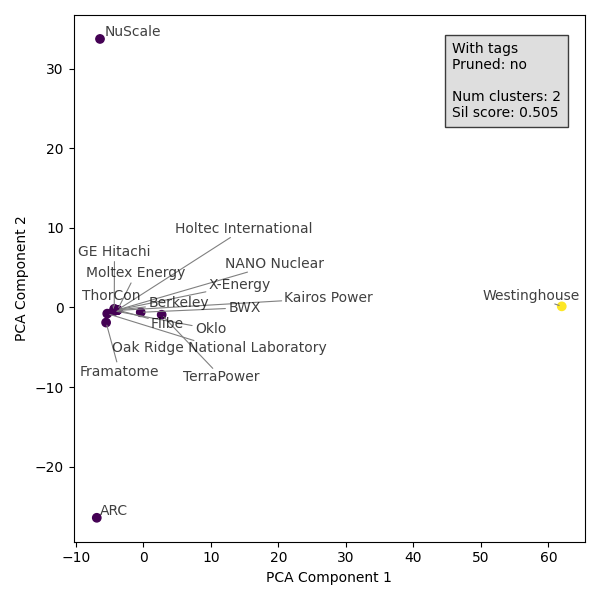 NuScale
With tags
Pruned: no
Num clusters: 2
Sil score: 0.505
Holtec International
GE Hitachi
NANO Nuclear
Moltex Energy
X-Energy
ThorCon
Berkeley
Kairos Power
Westinghouse
BWX
Flibe
Oklo
Oak Ridge National Laboratory
Framatome
TerraPower
ARC
PCA Component 2
30
20
10
0
−10
−20
−10
0
10
20
30
40
50
60
PCA Component 1